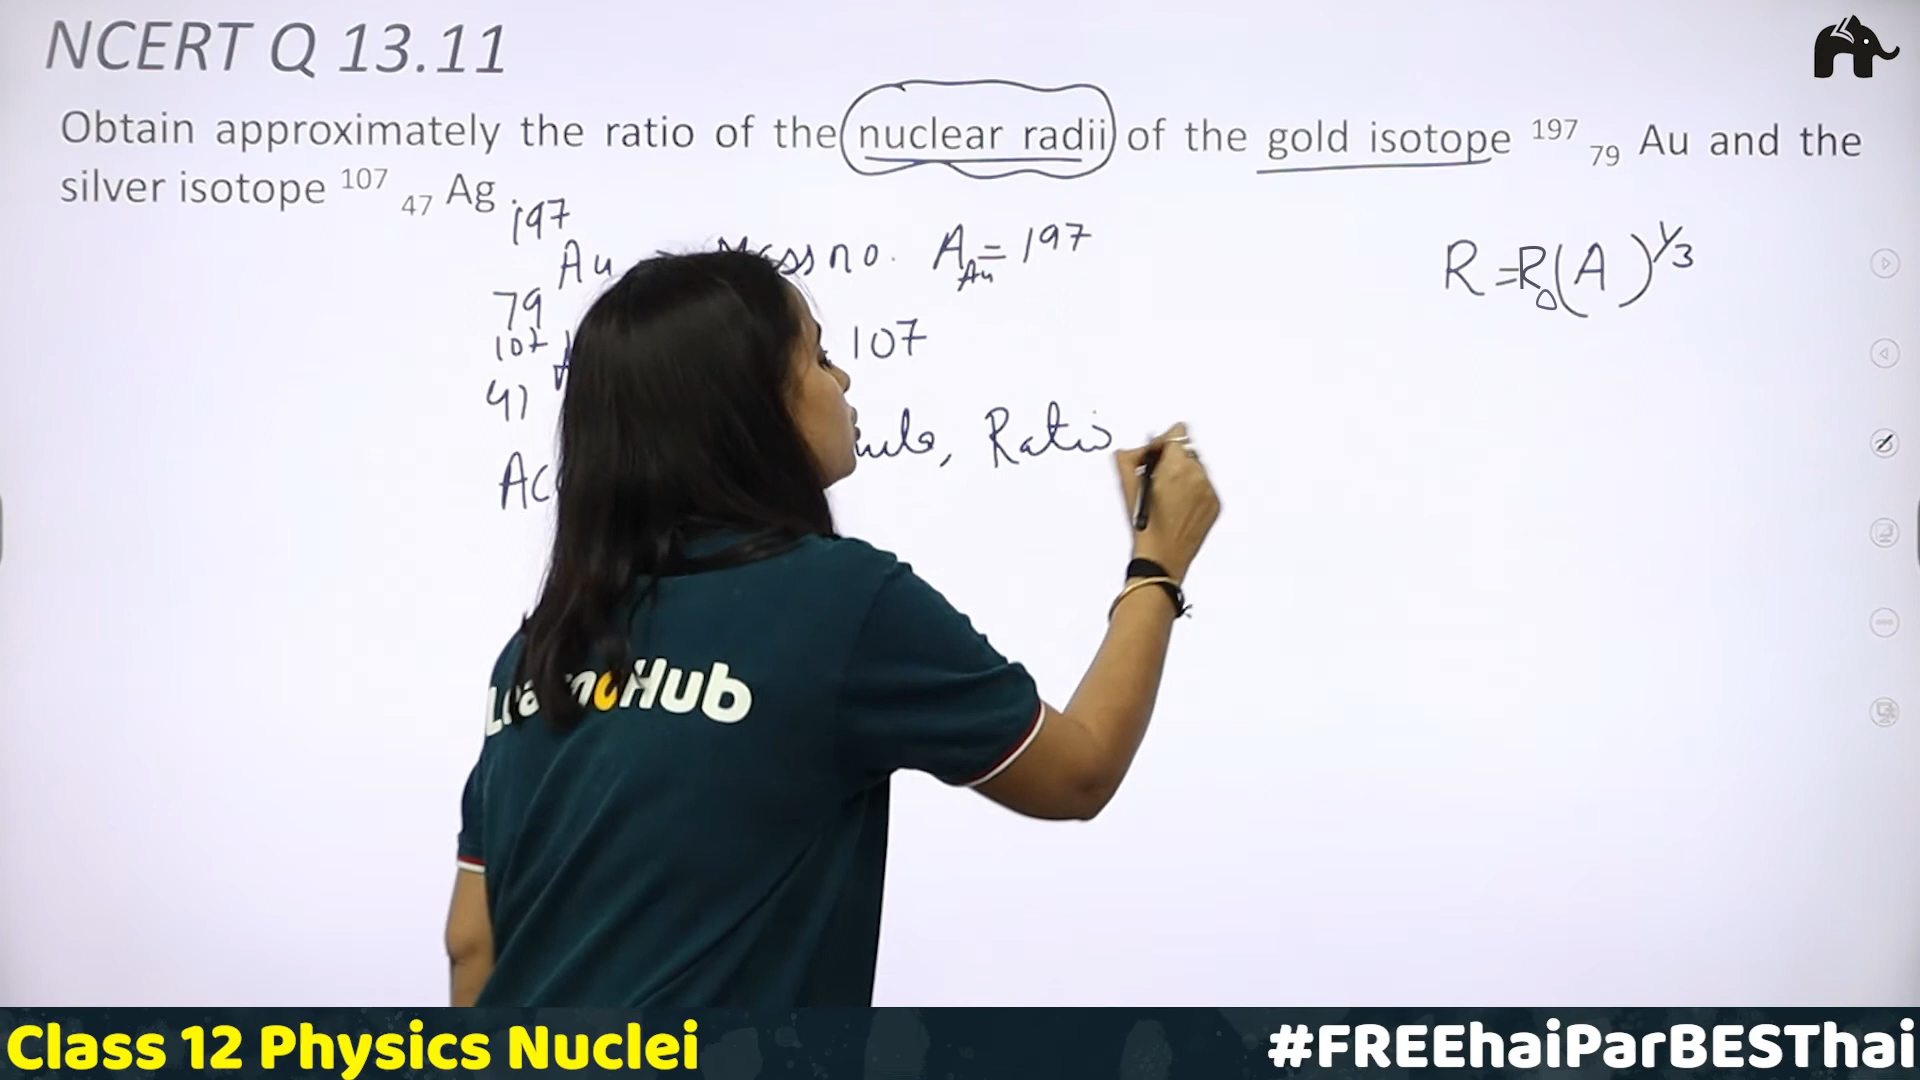 NCERT Q 13.11
Obtain approximately the ratio of the nuclear radii of the gold isotope ¹⁹⁷ ₇₉ Au and the
silver isotope ¹⁰⁷ ₄₇ Ag
197
Au no. A_Au = 197
79
107 107
47
Ratio
R = R₀(A)^1/3
LearnoHub
Class 12 Physics Nuclei
#FREEhaiParBESThai